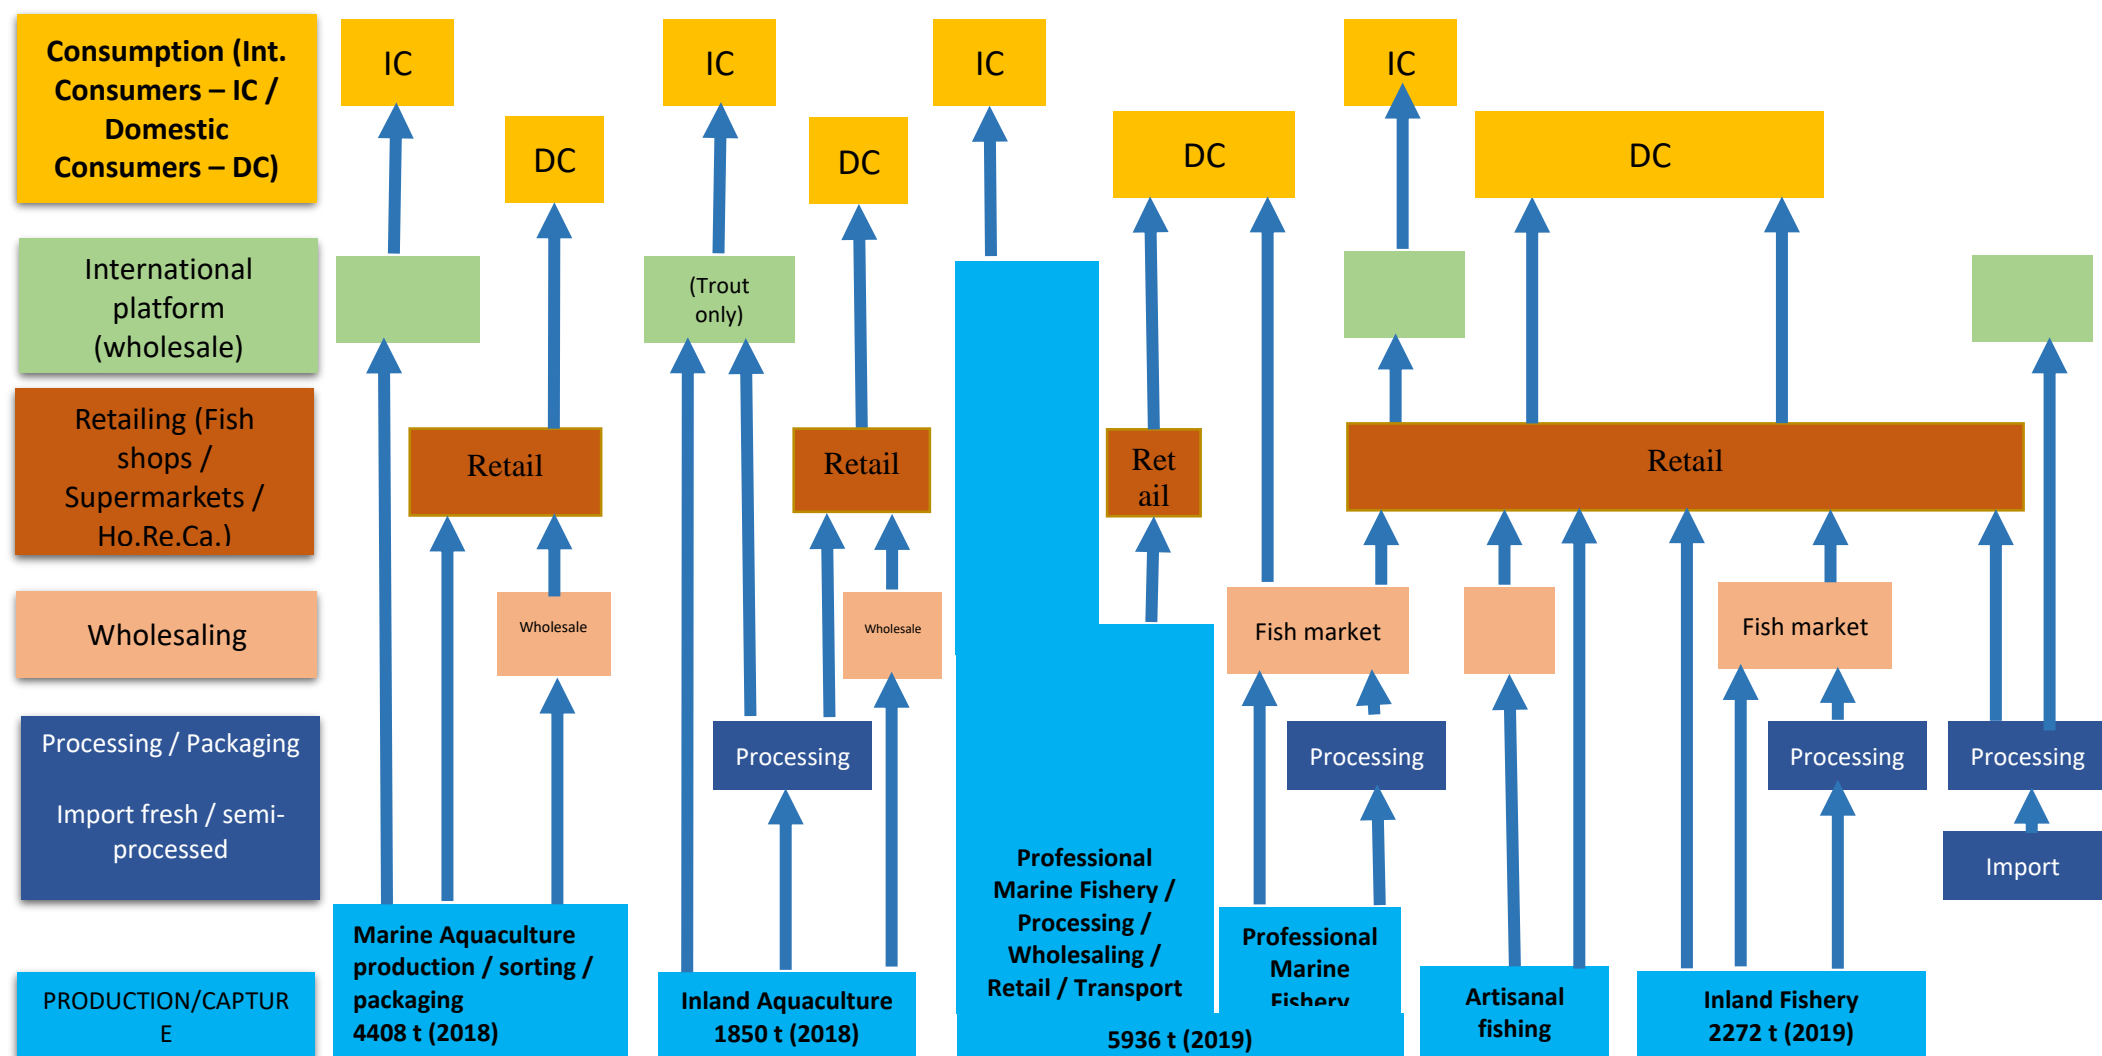 Consumption (Int.
Consumers – IC /
Domestic
Consumers – DC)
IC
IC
IC
IC
DC
DC
DC
DC
International
platform
(wholesale)
(Trout
only)
Retailing (Fish
shops /
Supermarkets /
Ho.Re.Ca.)
Retail
Retail
Ret
ail
Retail
Wholesaling
Wholesale
Wholesale
Fish market
Fish market
Processing / Packaging
Import fresh / semi-
processed
Processing
Processing
Processing
Processing
Import
PRODUCTION/CAPTUR
E
Marine Aquaculture
production / sorting /
packaging
4408 t (2018)
Inland Aquaculture
1850 t (2018)
Professional
Marine Fishery /
Processing /
Wholesaling /
Retail / Transport
Professional
Marine
Fishery
5936 t (2019)
Artisanal
fishing
Inland Fishery
2272 t (2019)